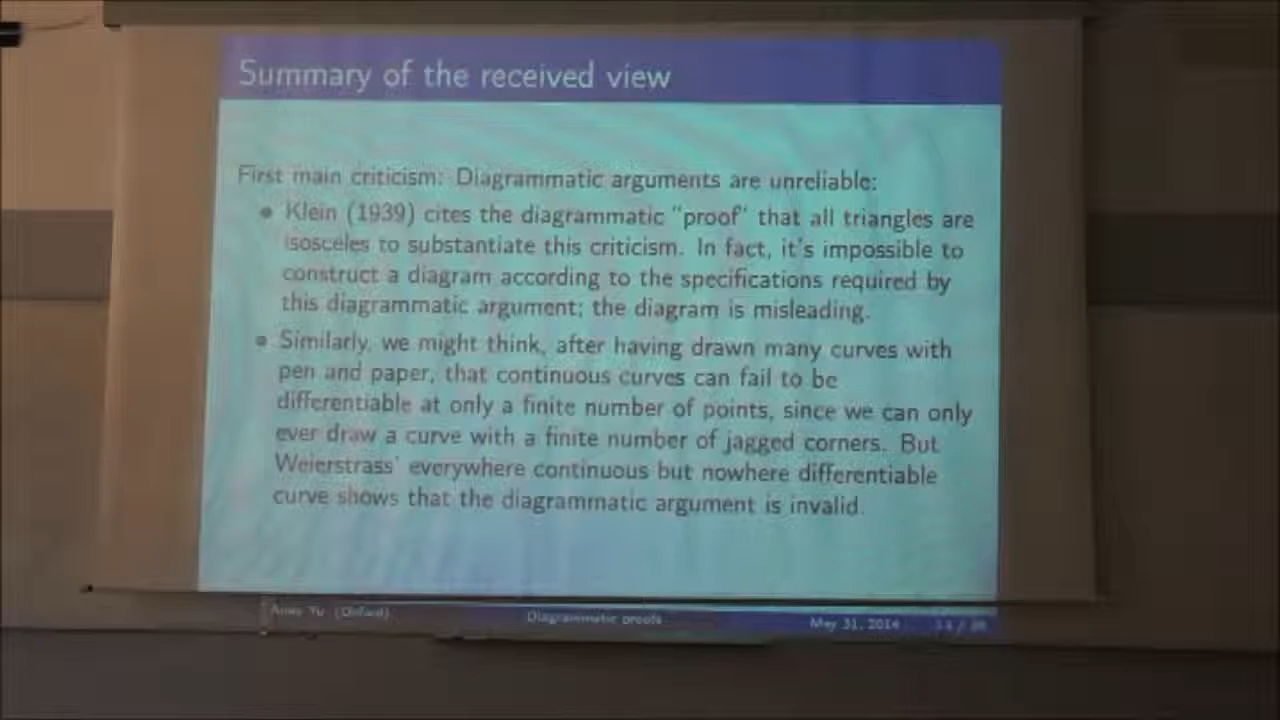 Summary of the received view
First main criticism: Diagrammatic arguments are unreliable:
Klein (1939) cites the diagrammatic "proof" that all triangles are
isosceles to substantiate this criticism. In fact, it's impossible to
construct a diagram according to the specifications required by
this diagrammatic argument; the diagram is misleading.
Similarly, we might think, after having drawn many curves with
pen and paper, that continuous curves can fail to be
differentiable at only a finite number of points, since we can only
ever draw a curve with a finite number of jagged corners. But
Weierstrass' everywhere continuous but nowhere differentiable
curve shows that the diagrammatic argument is invalid.
Yu (Oxford)
Diagrammatic proofs
May 31, 2014